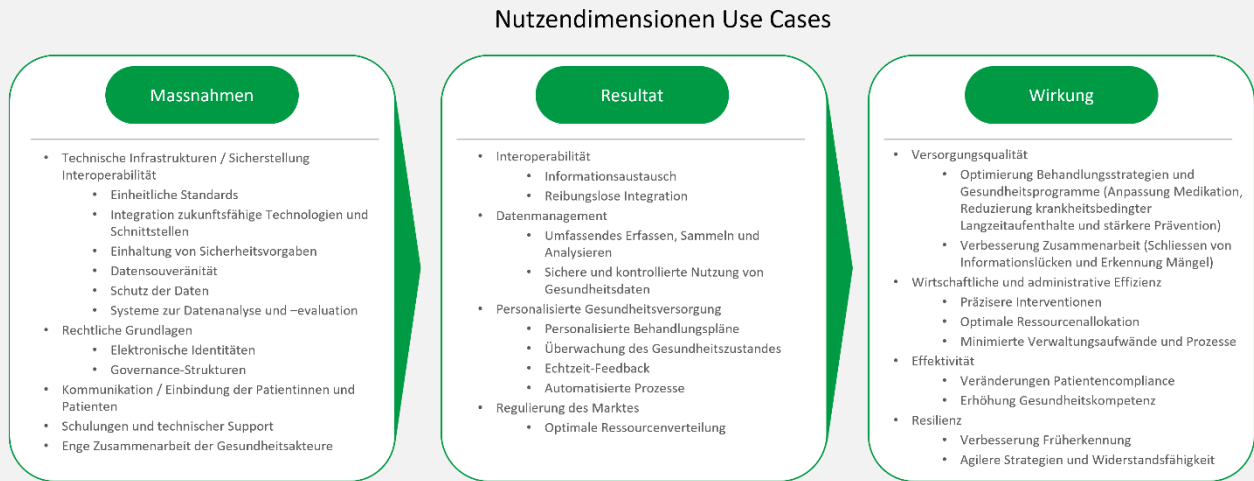 Nutzendimensionen Use Cases
Massnahmen
• Technische Infrastrukturen / Sicherstellung
Interoperabilität
• Einheitliche Standards
• Integration zukunftsfähige Technologien und
Schnittstellen
• Einhaltung von Sicherheitsvorgaben
• Datensouveränität
• Schutz der Daten
• Systeme zur Datenanalyse und –evaluation
• Rechtliche Grundlagen
• Elektronische Identitäten
• Governance-Strukturen
• Kommunikation / Einbindung der Patientinnen und
Patienten
• Schulungen und technischer Support
• Enge Zusammenarbeit der Gesundheitsakteure
Resultat
• Interoperabilität
• Informationsaustausch
• Reibungslose Integration
• Datenmanagement
• Umfassendes Erfassen, Sammeln und
Analysieren
• Sichere und kontrollierte Nutzung von
Gesundheitsdaten
• Personalisierte Gesundheitsversorgung
• Personalisierte Behandlungspläne
• Überwachung des Gesundheitszustandes
• Echtzeit-Feedback
• Automatisierte Prozesse
• Regulierung des Marktes
• Optimale Ressourcenverteilung
Wirkung
• Versorgungsqualität
• Optimierung Behandlungsstrategien und
Gesundheitsprogramme (Anpassung Medikation,
Reduzierung krankheitsbedingter
Langzeitaufenthalte und stärkere Prävention)
• Verbesserung Zusammenarbeit (Schliessen von
Informationslücken und Erkennung Mängel)
• Wirtschaftliche und administrative Effizienz
• Präzisere Interventionen
• Optimale Ressourcenallokation
• Minimierte Verwaltungsaufwände und Prozesse
• Effektivität
• Veränderungen Patientencompliance
• Erhöhung Gesundheitskompetenz
• Resilienz
• Verbesserung Früherkennung
• Agilere Strategien und Widerstandsfähigkeit